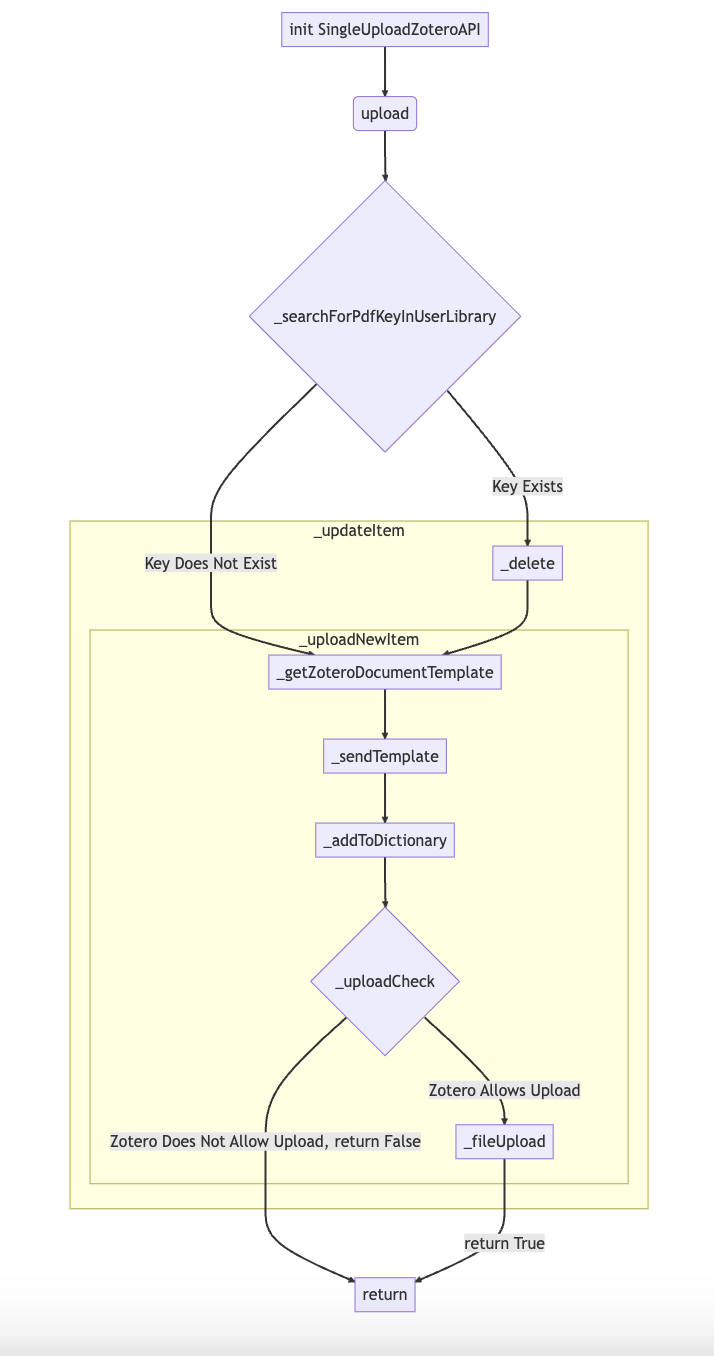 init SingleUploadZoteroAPI
upload
_searchForPdfKeyInUserLibrary
Key Exists
_updateItem
Key Does Not Exist
_delete
_uploadNewItem
_getZoteroDocumentTemplate
_sendTemplate
_addToDictionary
_uploadCheck
Zotero Allows Upload
Zotero Does Not Allow Upload, return False
_fileUpload
return True
return